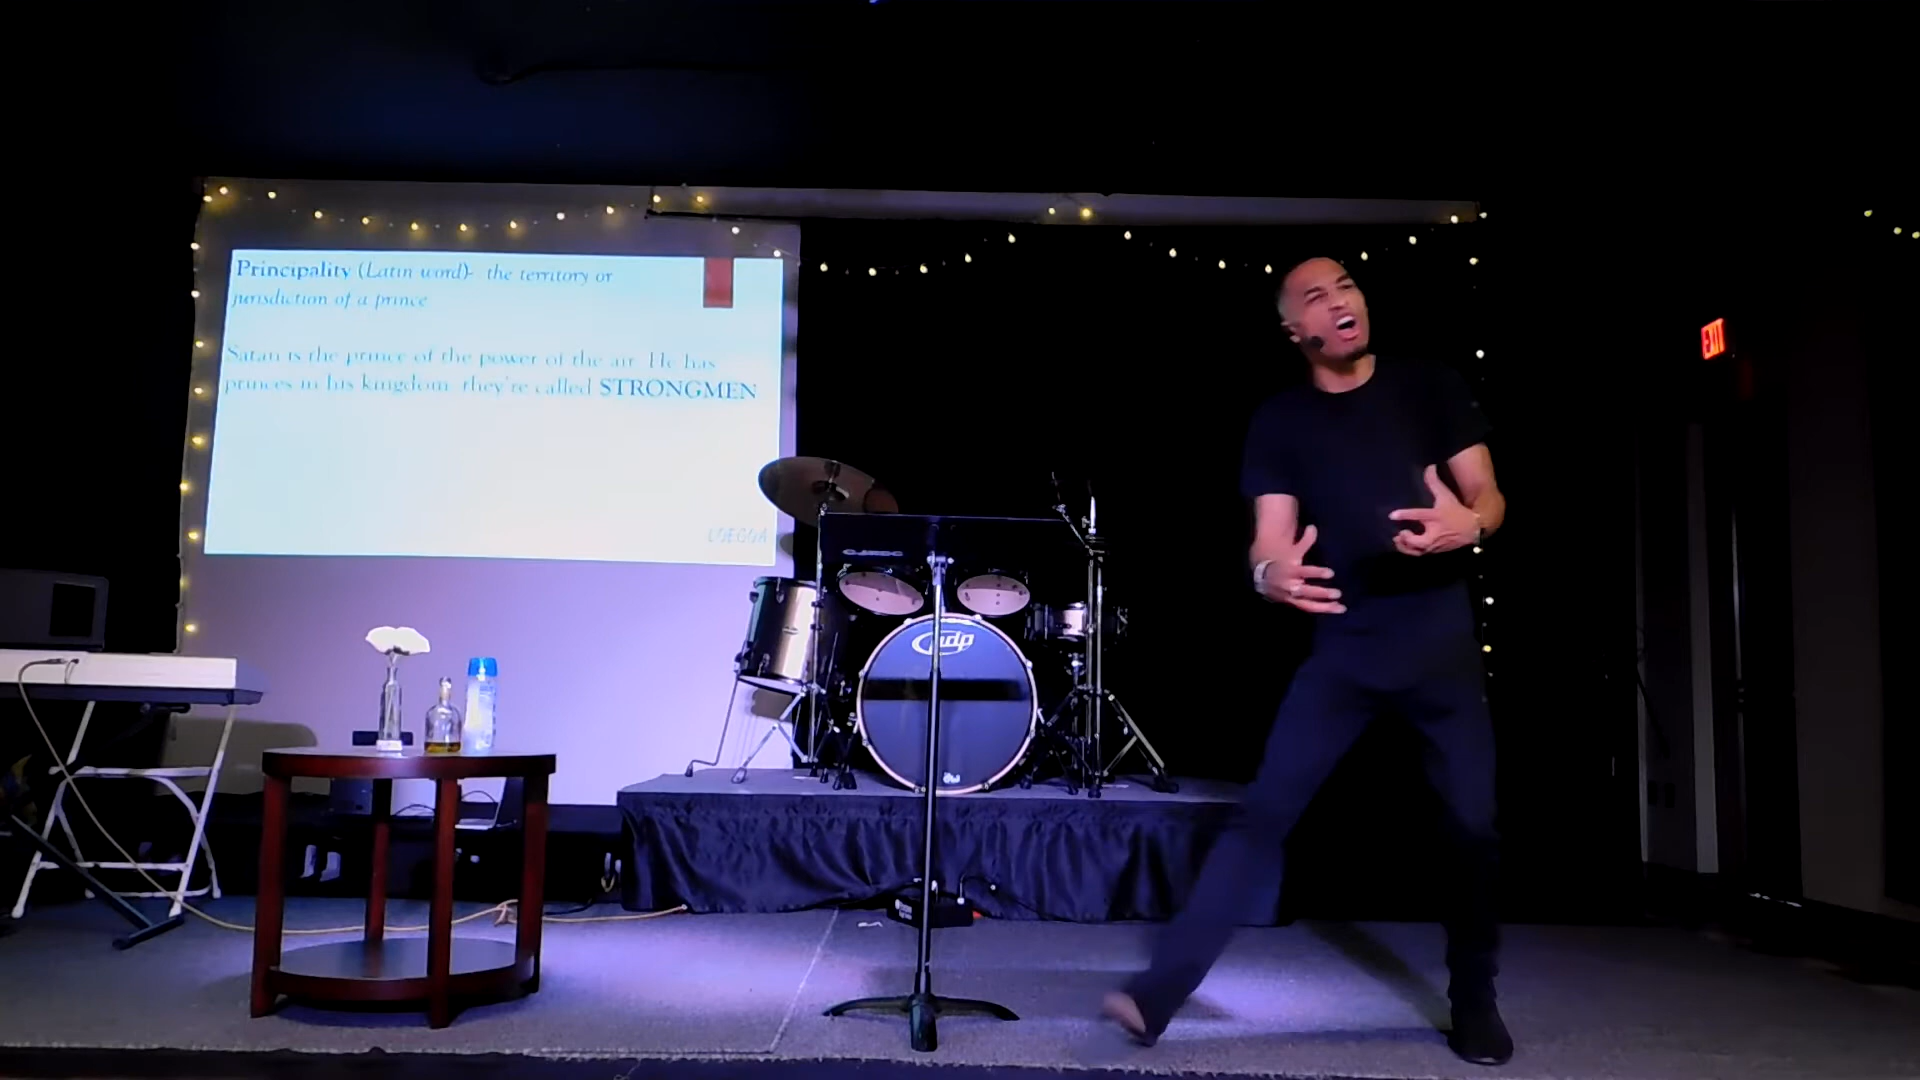 Principality (Latin word)- the territory or
jurisdiction of a prince
Satan is the prince of the power of the air. He has
princes in his kingdom they're called STRONGMEN
EXIT
pdp